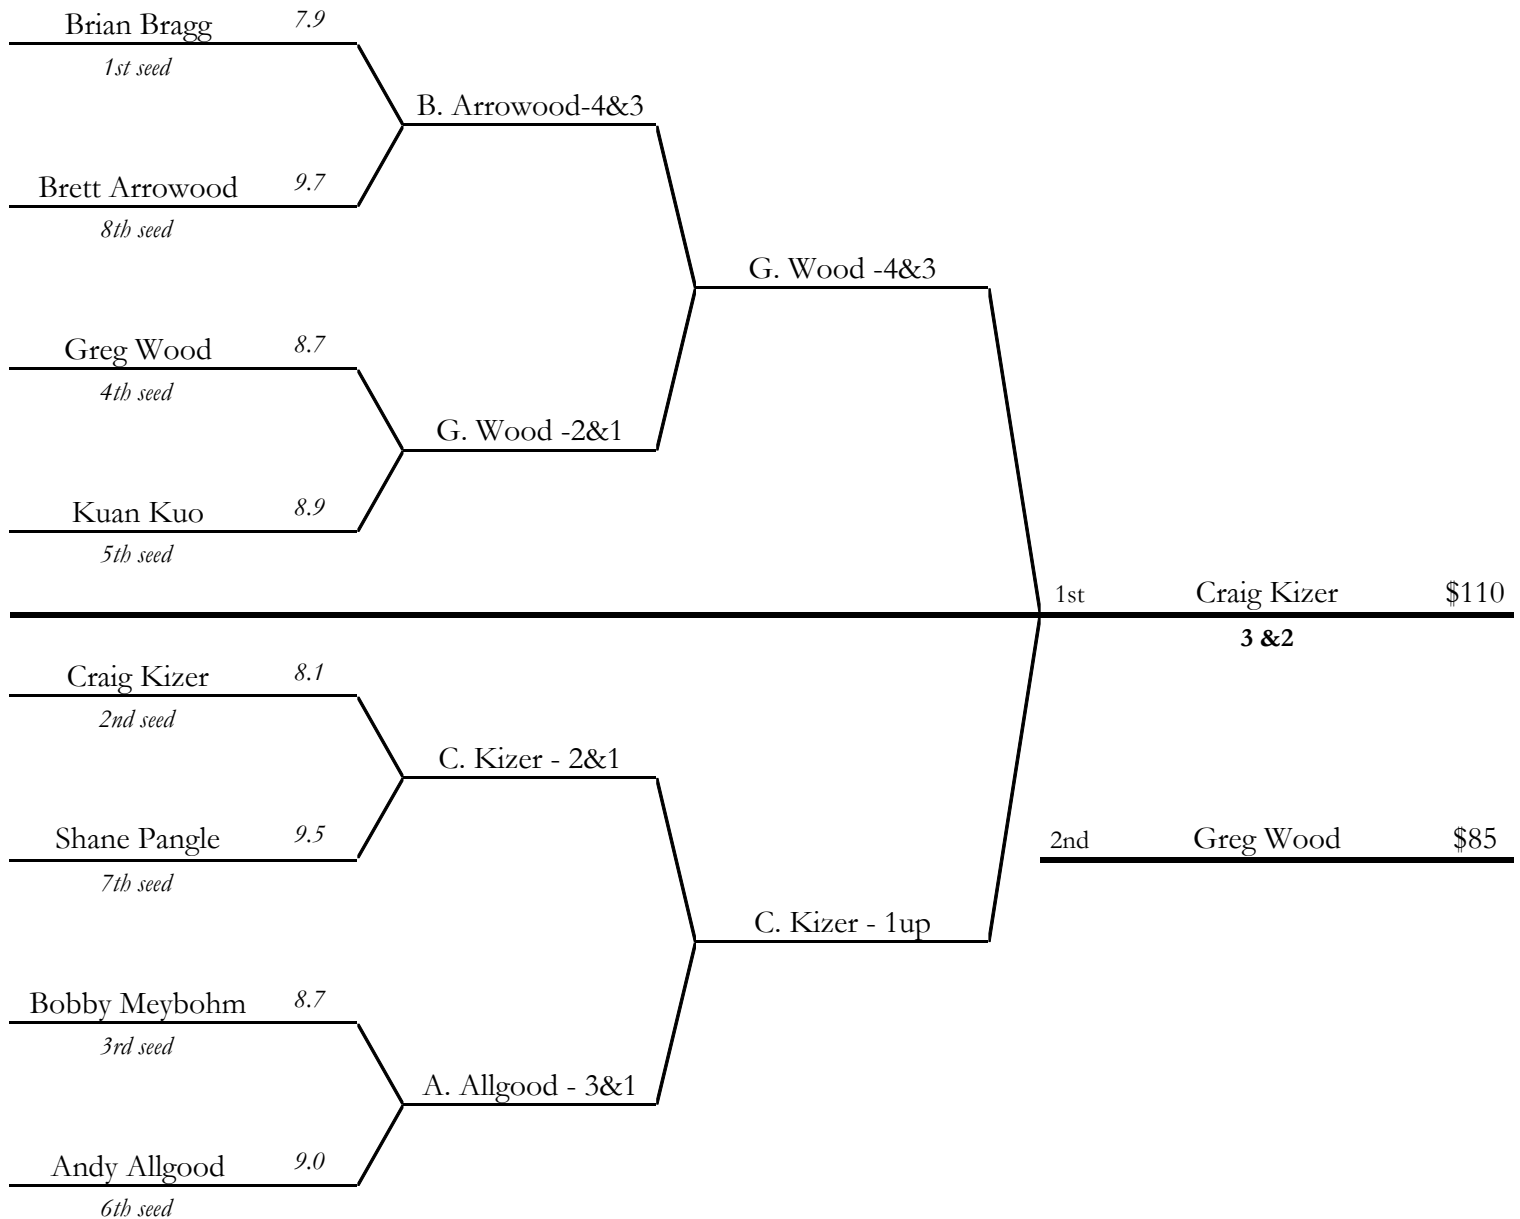 Brian Bragg 7.9
1st seed
B. Arrowood-4&3
Brett Arrowood 9.7
8th seed
G. Wood -4&3
Greg Wood 8.7
4th seed
G. Wood -2&1
Kuan Kuo 8.9
5th seed
1st Craig Kizer $110
3 &2
Craig Kizer 8.1
2nd seed
C. Kizer - 2&1
Shane Pangle 9.5
7th seed
2nd Greg Wood $85
C. Kizer - 1up
Bobby Meybohm 8.7
3rd seed
A. Allgood - 3&1
Andy Allgood 9.0
6th seed